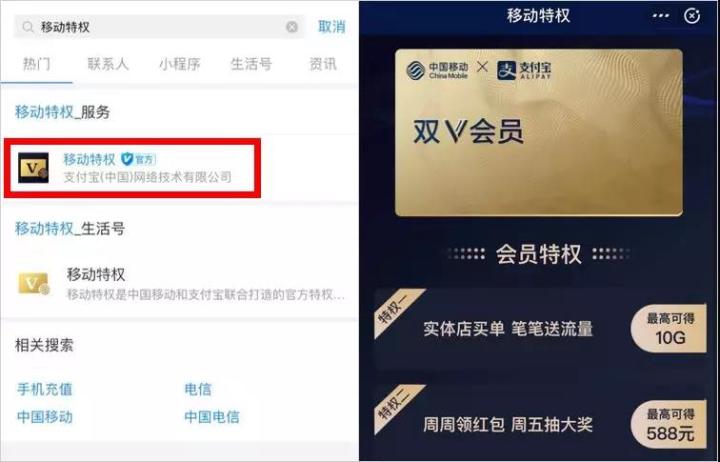 移动特权
取消
热门
联系人
小程序
生活号
资讯
移动特权_服务
移动特权 官方
支付宝(中国)网络技术有限公司
移动特权_生活号
移动特权
移动特权是中国移动和支付宝联合打造的官方特权...
相关搜索
手机充值
电信
中国移动
中国电信
移动特权
中国移动
China Mobile
支付宝
ALIPAY
双V会员
会员特权
特权一
实体店买单 笔笔送流量
最高可得
10G
特权二
周周领红包 周五抽大奖
最高可得
588元